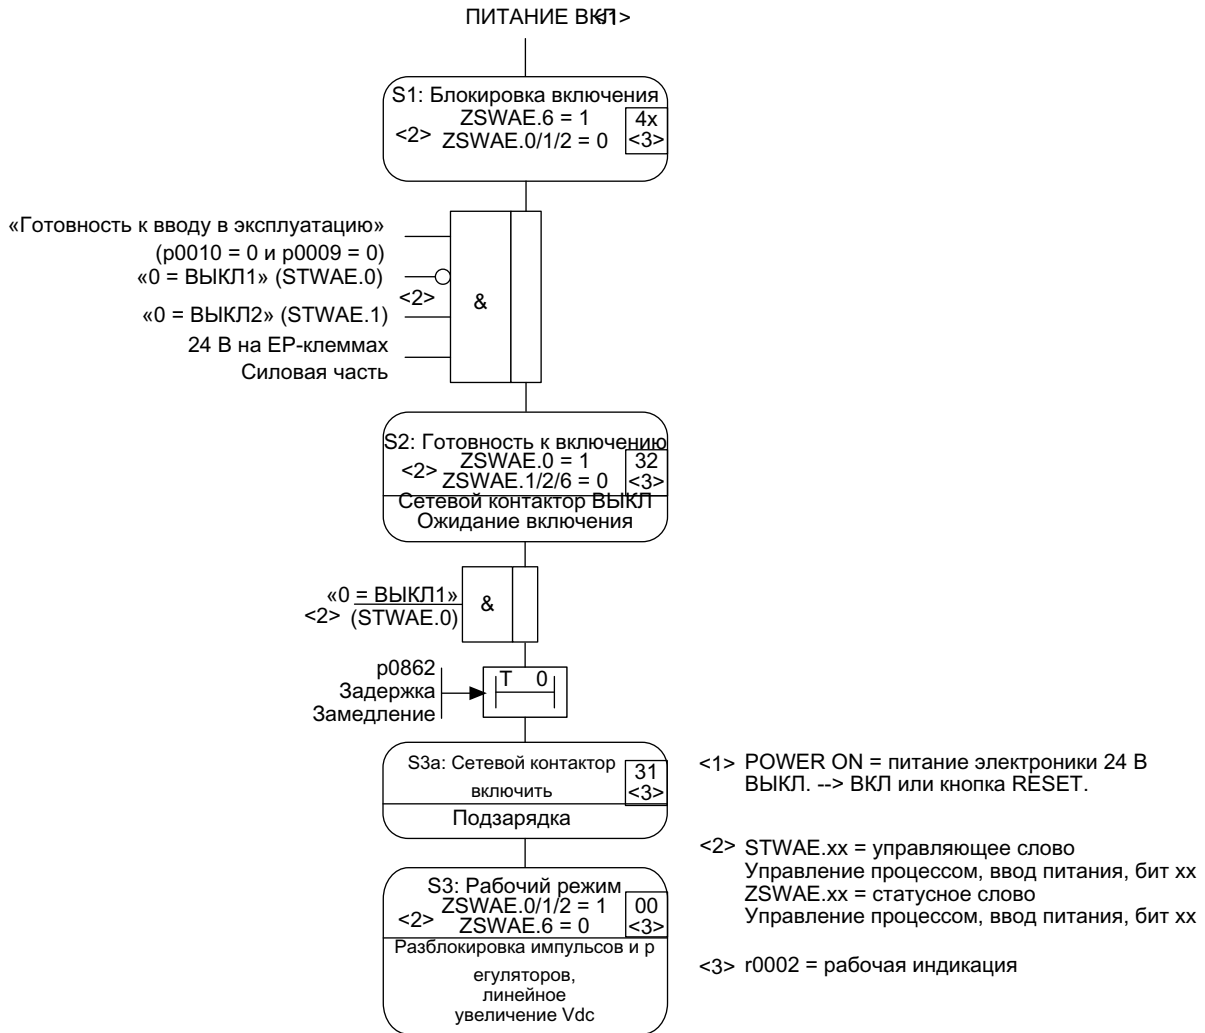 ПИТАНИЕ ВКЛ <1>
S1: Блокировка включения
ZSWAE.6 = 1
4x
<2>
ZSWAE.0/1/2 = 0
<3>
«Готовность к вводу в эксплуатацию»
(p0010 = 0 и p0009 = 0)
«0 = ВЫКЛ1» (STWAE.0)
<2>
&
«0 = ВЫКЛ2» (STWAE.1)
24 В на EP-клеммах
Силовая часть
S2: Готовность к включению
ZSWAE.0 = 1
32
<2>
ZSWAE.1/2/6 = 0
<3>
Сетевой контактор ВЫКЛ
Ожидание включения
«0 = ВЫКЛ1»
<2> (STWAE.0)
&
p0862
Задержка
Замедление
T 0
S3a: Сетевой контактор
включить
31
<3>
Подзарядка
S3: Рабочий режим
ZSWAE.0/1/2 = 1
00
<2>
ZSWAE.6 = 0
<3>
Разблокировка импульсов и р
егуляторов,
линейное
увеличение Vdc
<1> POWER ON = питание электроники 24 В
ВЫКЛ. --> ВКЛ или кнопка RESET.
<2> STWAE.xx = управляющее слово
Управление процессом, ввод питания, бит xx
ZSWAE.xx = статусное слово
Управление процессом, ввод питания, бит xx
<3> r0002 = рабочая индикация